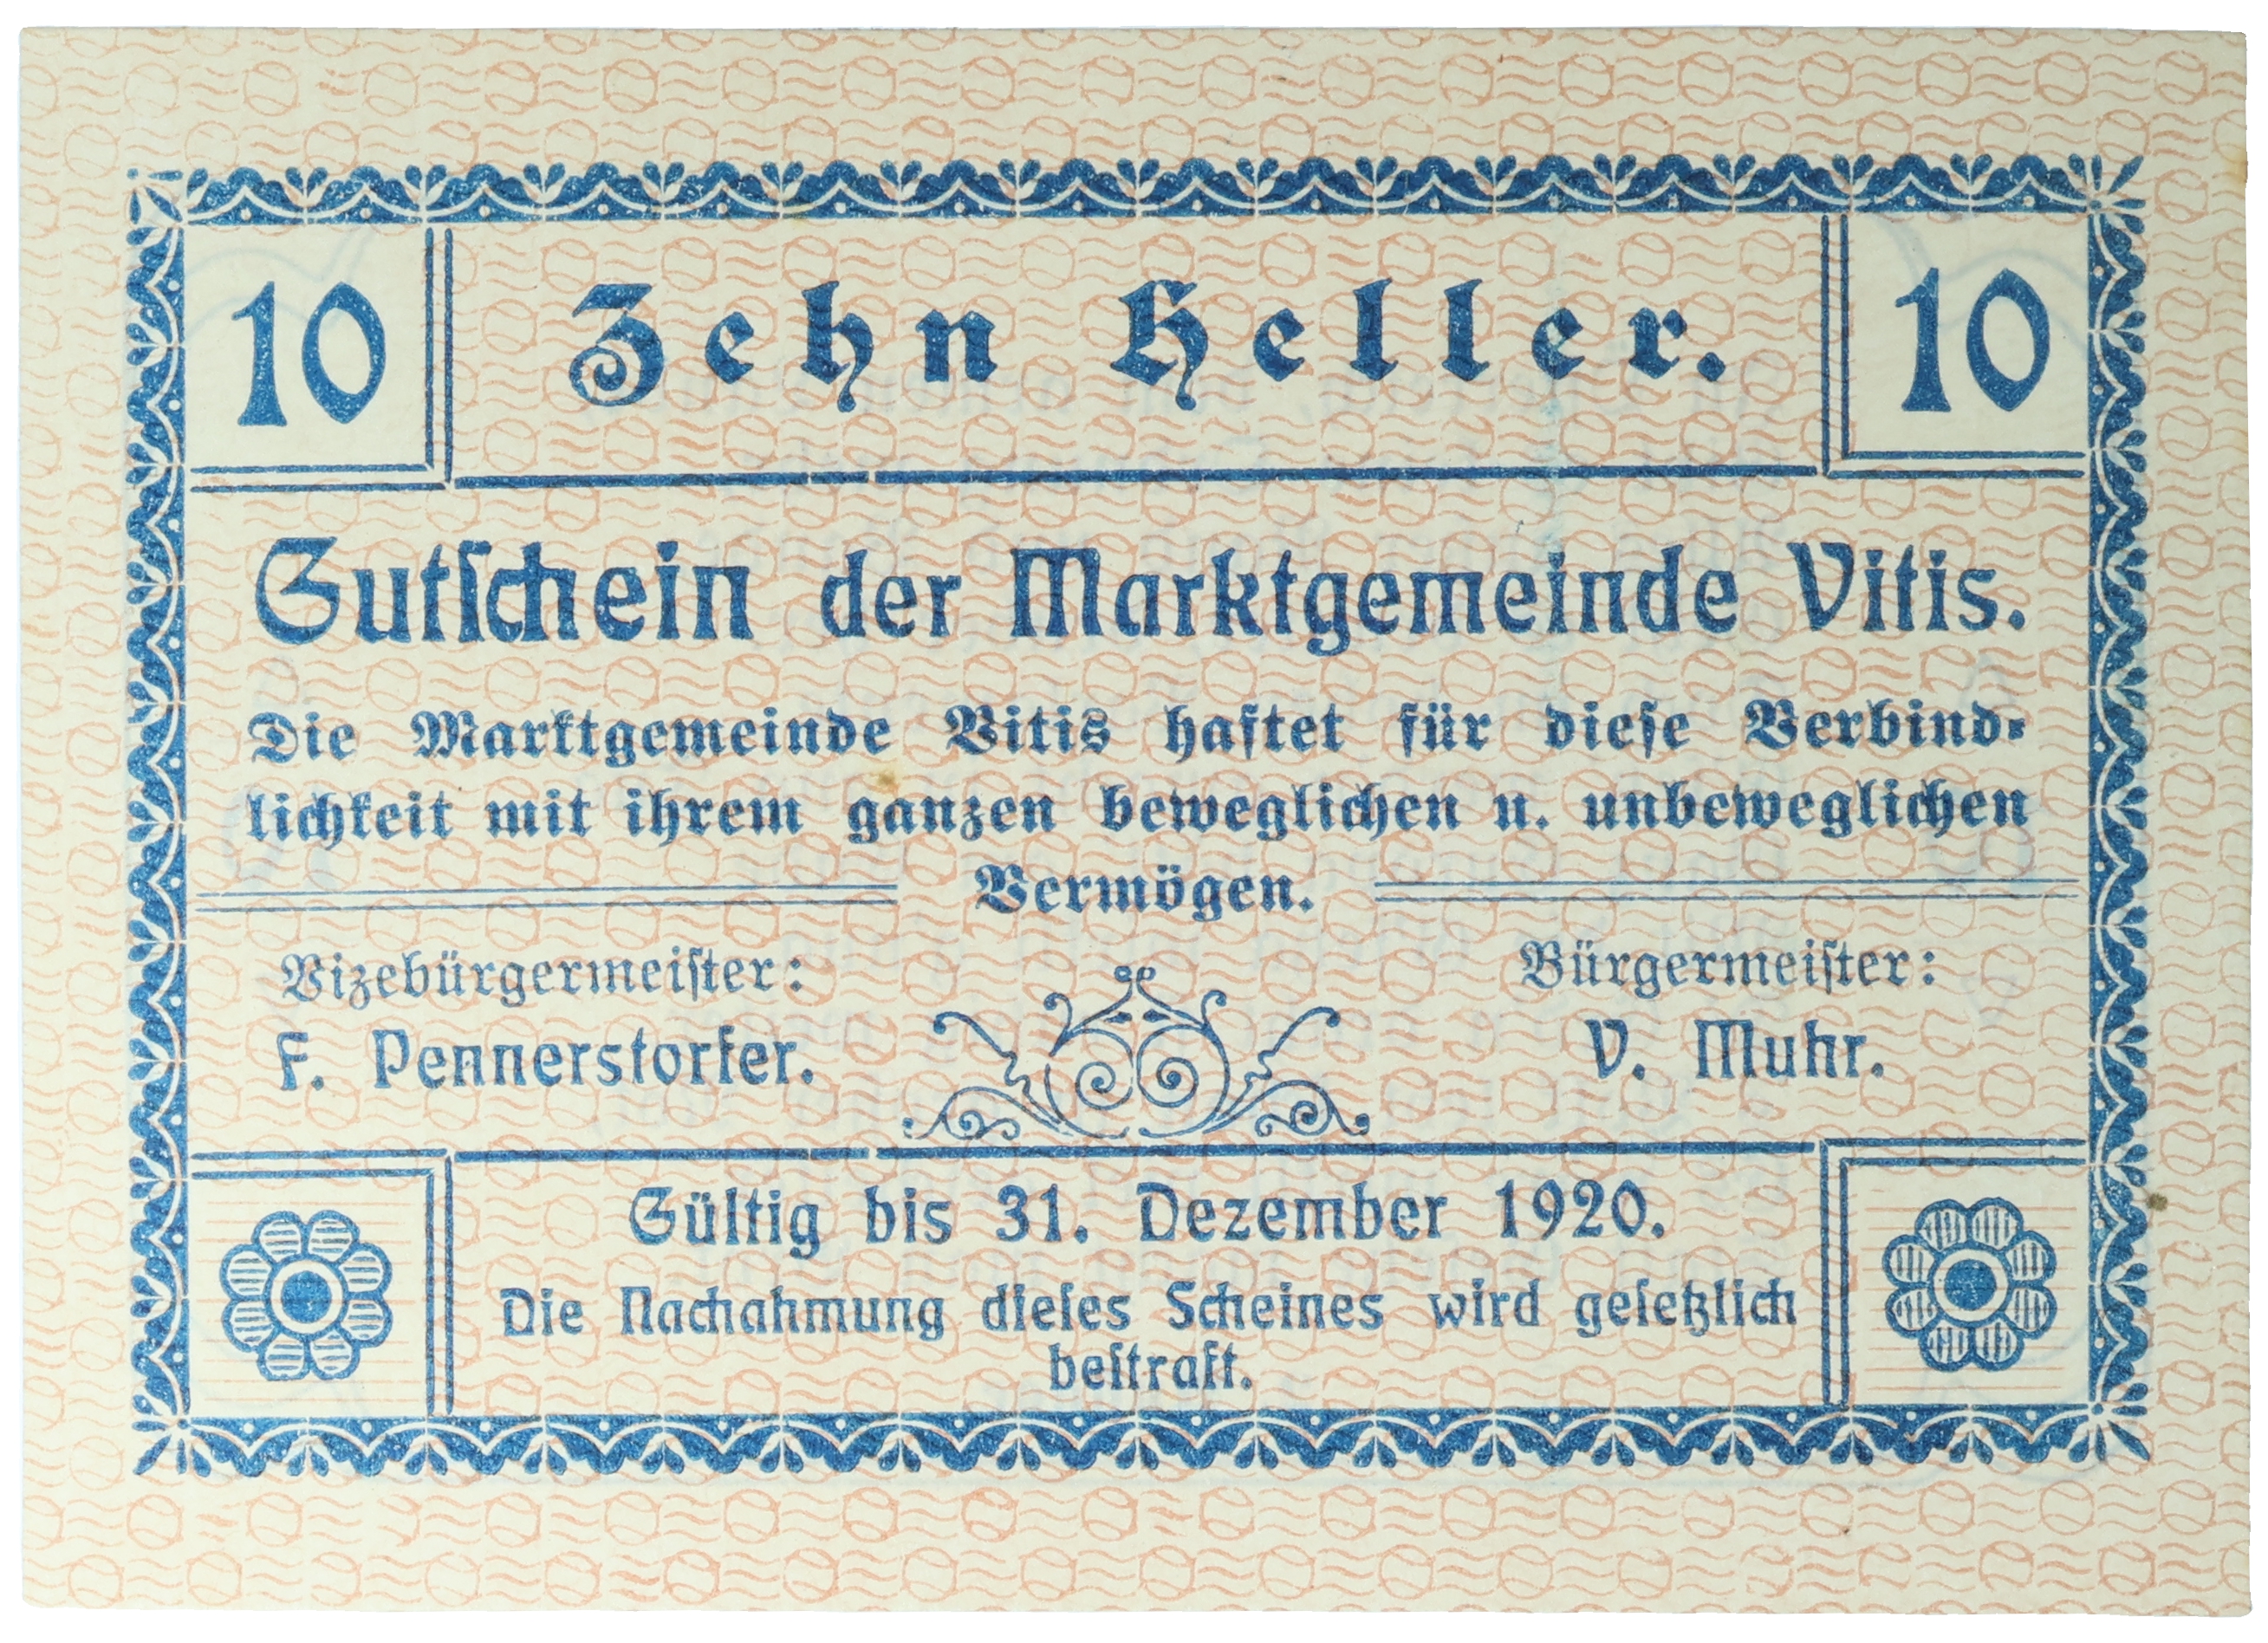 10 Zehn Heller. 10
Gutſchein der Marktgemeinde Vitis.
Die Marktgemeinde Vitis haftet für dieſe Verbind-
lichkeit mit ihrem ganzen beweglichen u. unbeweglichen
Vermögen.
Vizebürgermeiſter:
F. Pennerstorfer.
Bürgermeiſter:
V. Muhr.
Gültig bis 31. Dezember 1920.
Die Nachahmung dieſes Scheines wird geſetzlich
beſtraft.